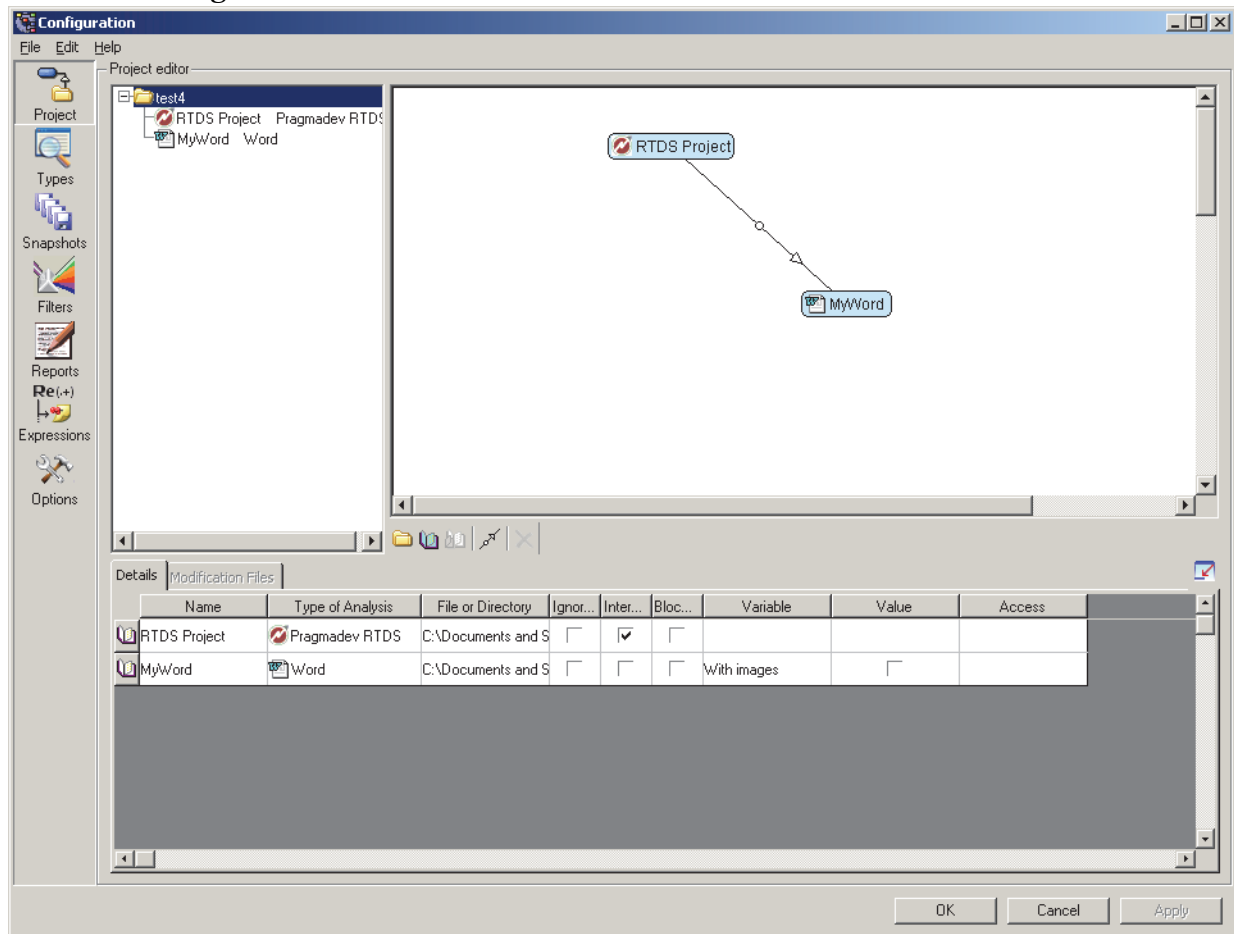 Configuration
File Edit Help
Project editor
Project
Types
Snapshots
Filters
Reports
Re(.+)
Expressions
Options
test4
RTDS Project Pragmadev RTDS
MyWord Word
RTDS Project
MyWord
Details Modification Files
Name Type of Analysis File or Directory Ignor... Inter... Bloc... Variable Value Access
RTDS Project Pragmadev RTDS C:\Documents and S
MyWord Word C:\Documents and S With images
OK Cancel Apply